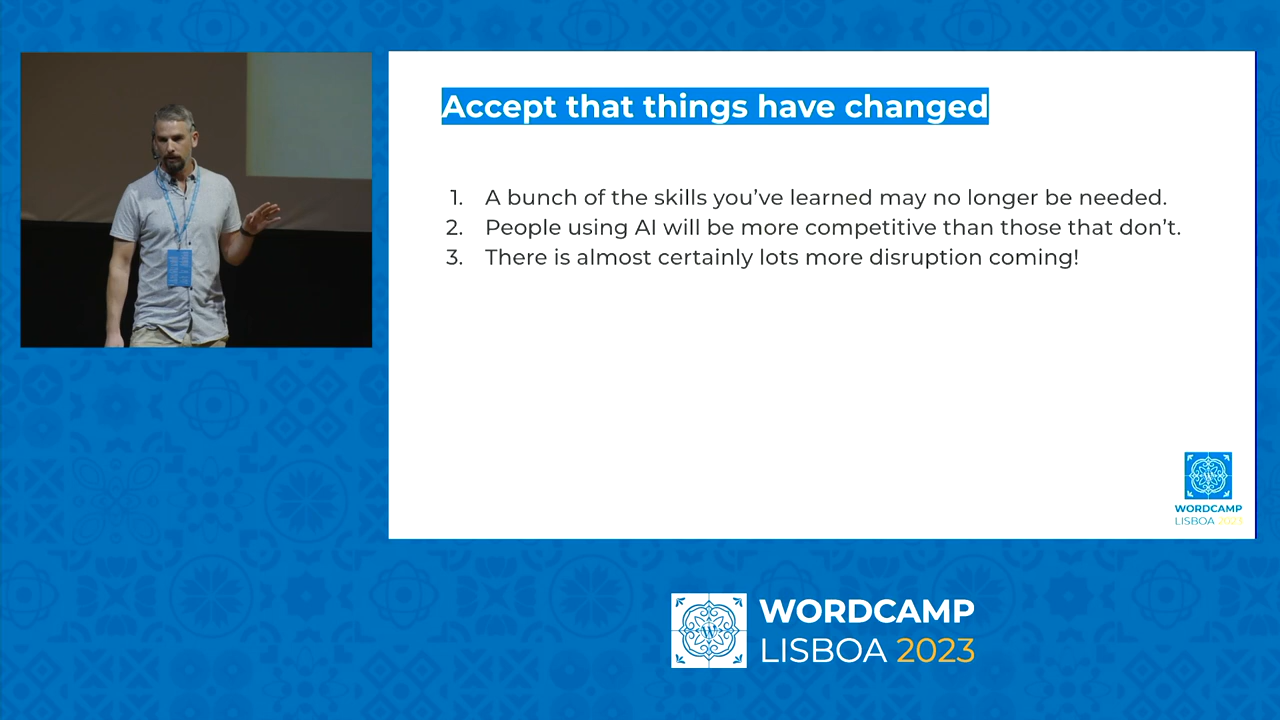 Accept that things have changed
1. A bunch of the skills you’ve learned may no longer be needed.
2. People using AI will be more competitive than those that don’t.
3. There is almost certainly lots more disruption coming!
WORDCAMP
LISBOA 2023
WORDCAMP
LISBOA 2023